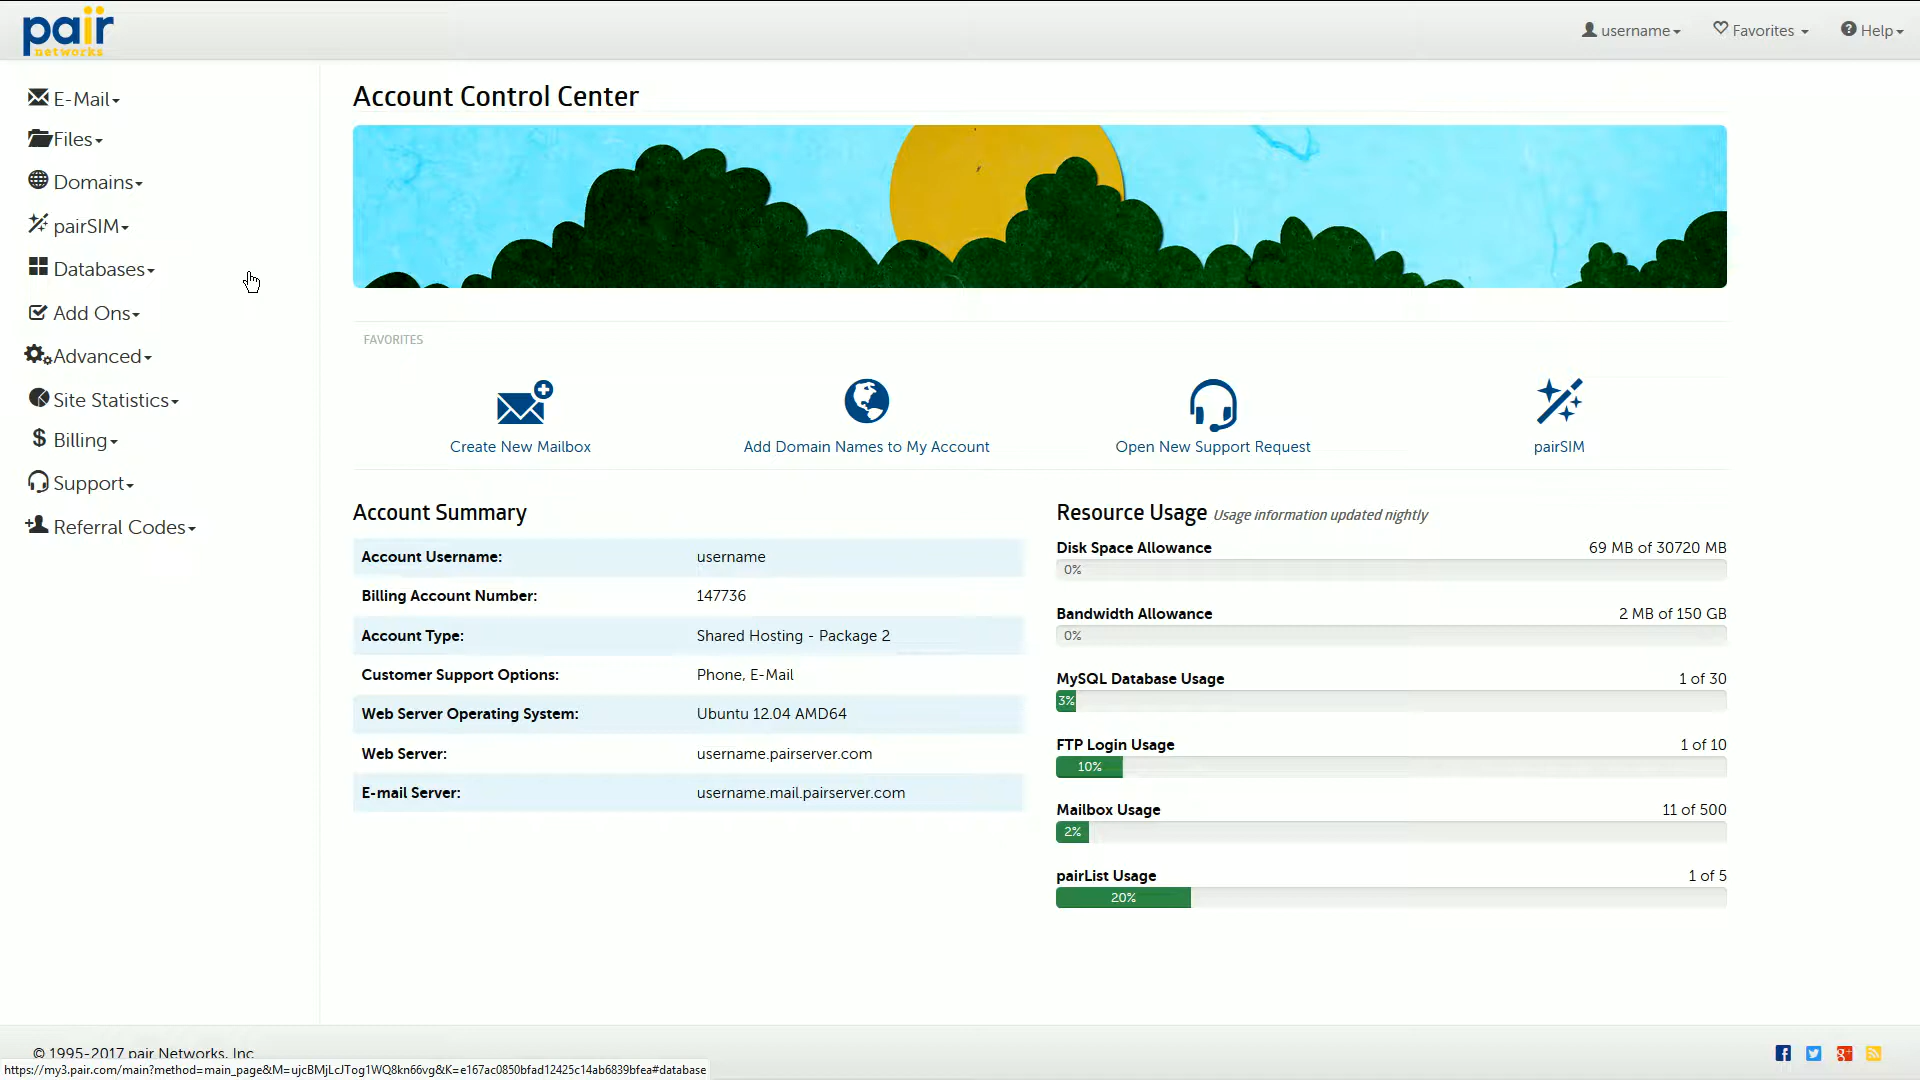 pair
networks
username
Favorites
Help
E-Mail
Files
Domains
pairSIM
Databases
Add Ons
Advanced
Site Statistics
Billing
Support
Referral Codes
Account Control Center
FAVORITES
Create New Mailbox
Add Domain Names to My Account
Open New Support Request
pairSIM
Account Summary
Account Username: username
Billing Account Number: 147736
Account Type: Shared Hosting - Package 2
Customer Support Options: Phone, E-Mail
Web Server Operating System: Ubuntu 12.04 AMD64
Web Server: username.pairserver.com
E-mail Server: username.mail.pairserver.com
Resource Usage Usage information updated nightly
Disk Space Allowance 69 MB of 30720 MB
0%
Bandwidth Allowance 2 MB of 150 GB
0%
MySQL Database Usage 1 of 30
3%
FTP Login Usage 1 of 10
10%
Mailbox Usage 11 of 500
2%
pairList Usage 1 of 5
20%
© 1995-2017 pair Networks, Inc
https://my3.pair.com/main?method=main_page&M=ujcBMjLcJTog1WQ8kn66vg&K=e167ac0850bfad12425c14ab6839bfea#database